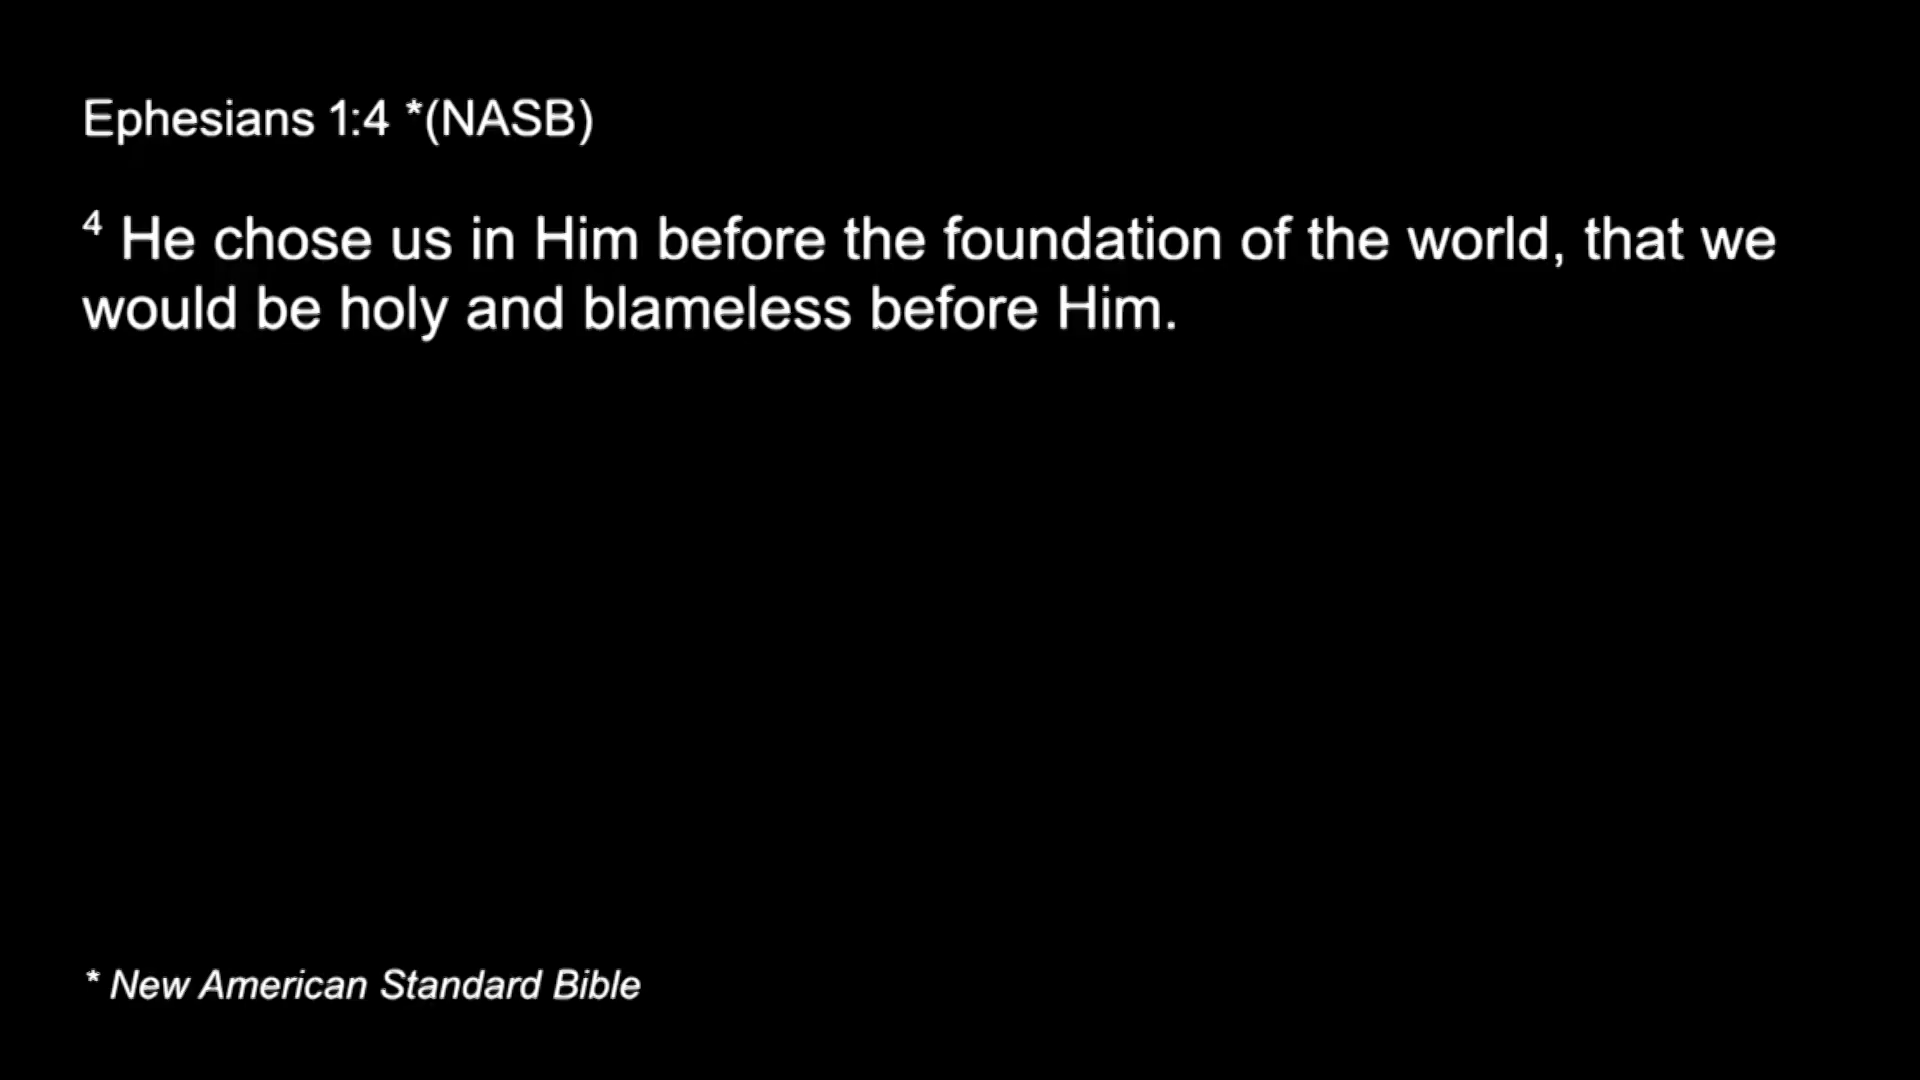 Ephesians 1:4 *(NASB)
4 He chose us in Him before the foundation of the world, that we
would be holy and blameless before Him.
* New American Standard Bible